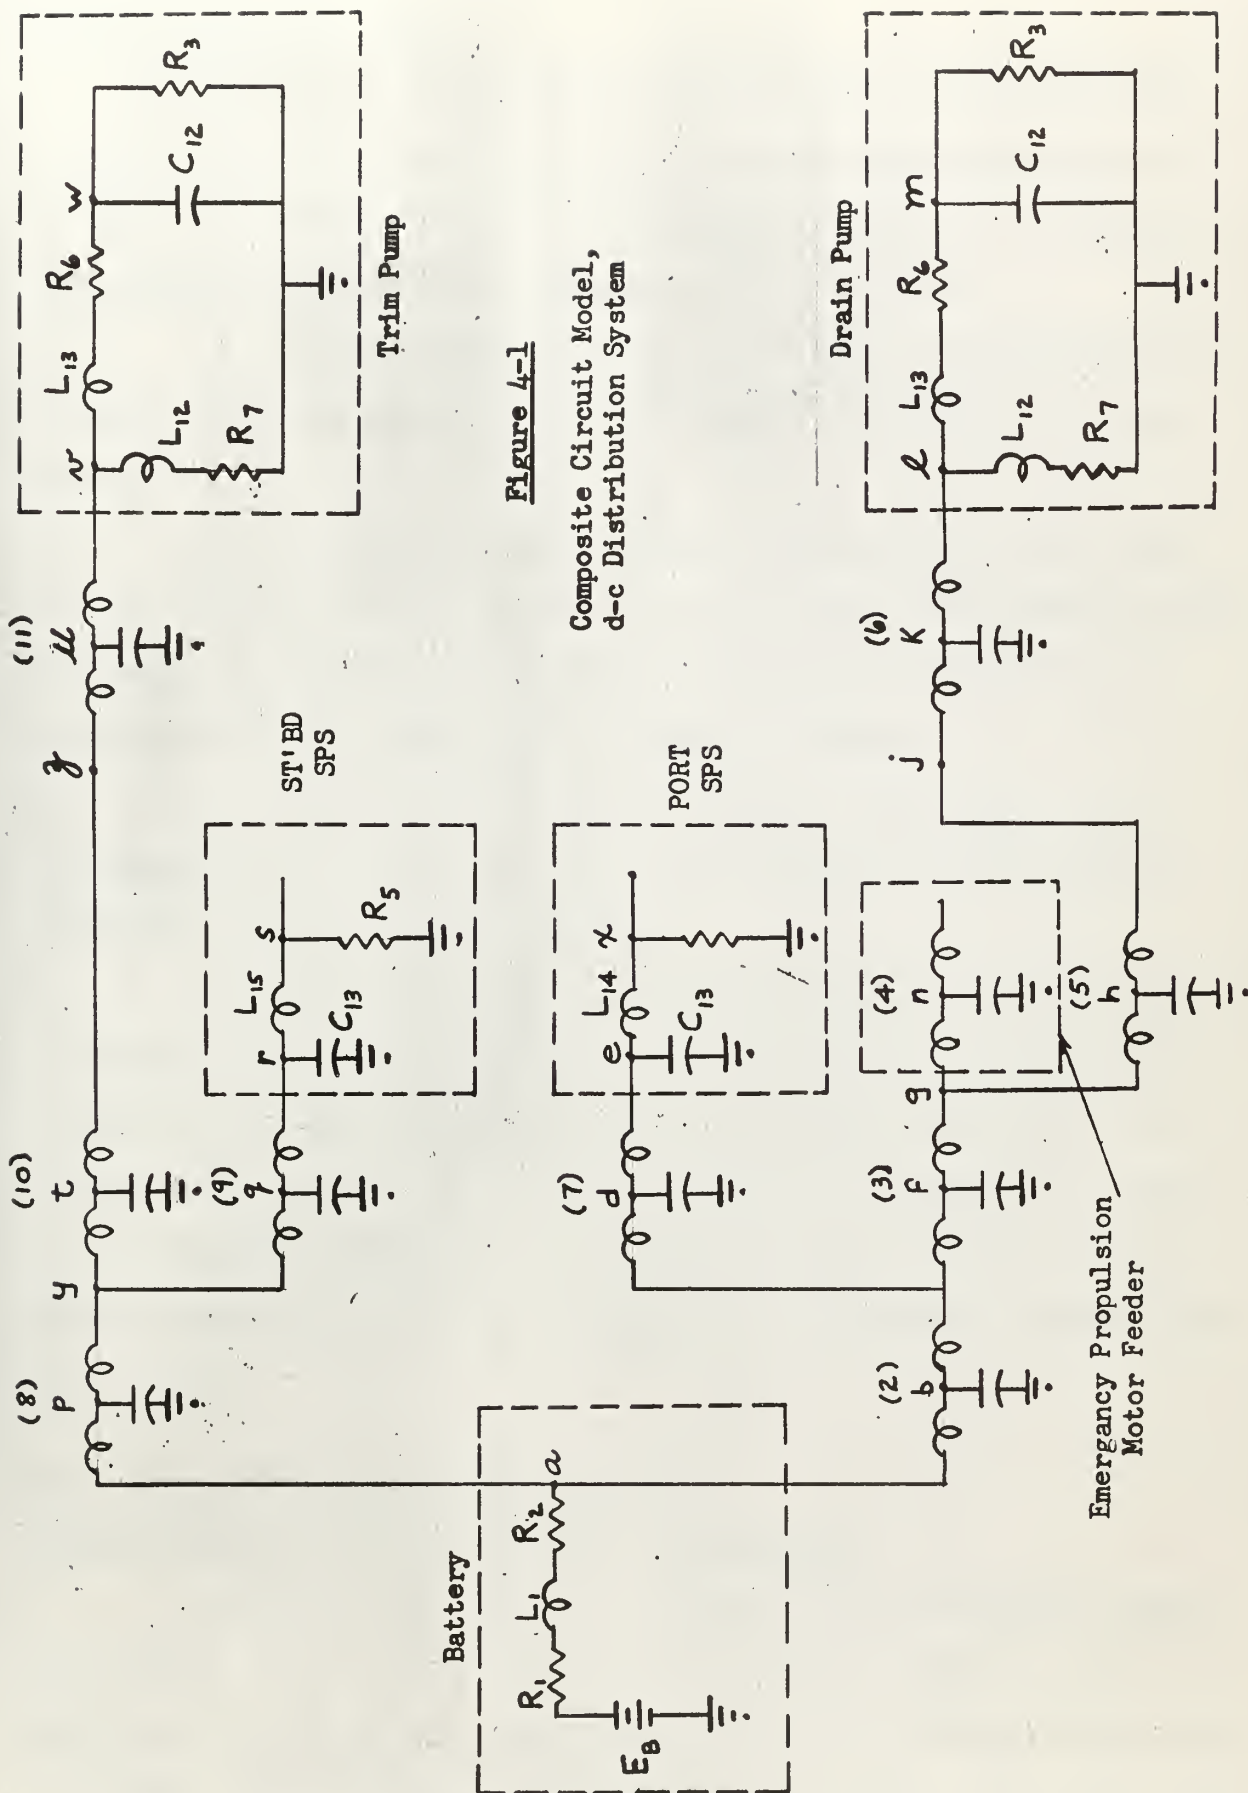 (11)
u
z
L13
v
L12
R7
R6
w
C12
R3
Trim Pump
(10)
t
y
(8)
p
(9)
q
r
L15
C13
s
R5
ST'BD
SPS
Figure 4-1
Composite Circuit Model,
d-c Distribution System
Battery
EB
R1
L1
R2
a
(7)
d
e
L14
C13
x
PORT
SPS
(2)
b
(3)
f
g
(4)
n
(5)
h
Emergancy Propulsion
Motor Feeder
j
(6)
K
l
L13
L12
R7
R6
m
C12
R3
Drain Pump